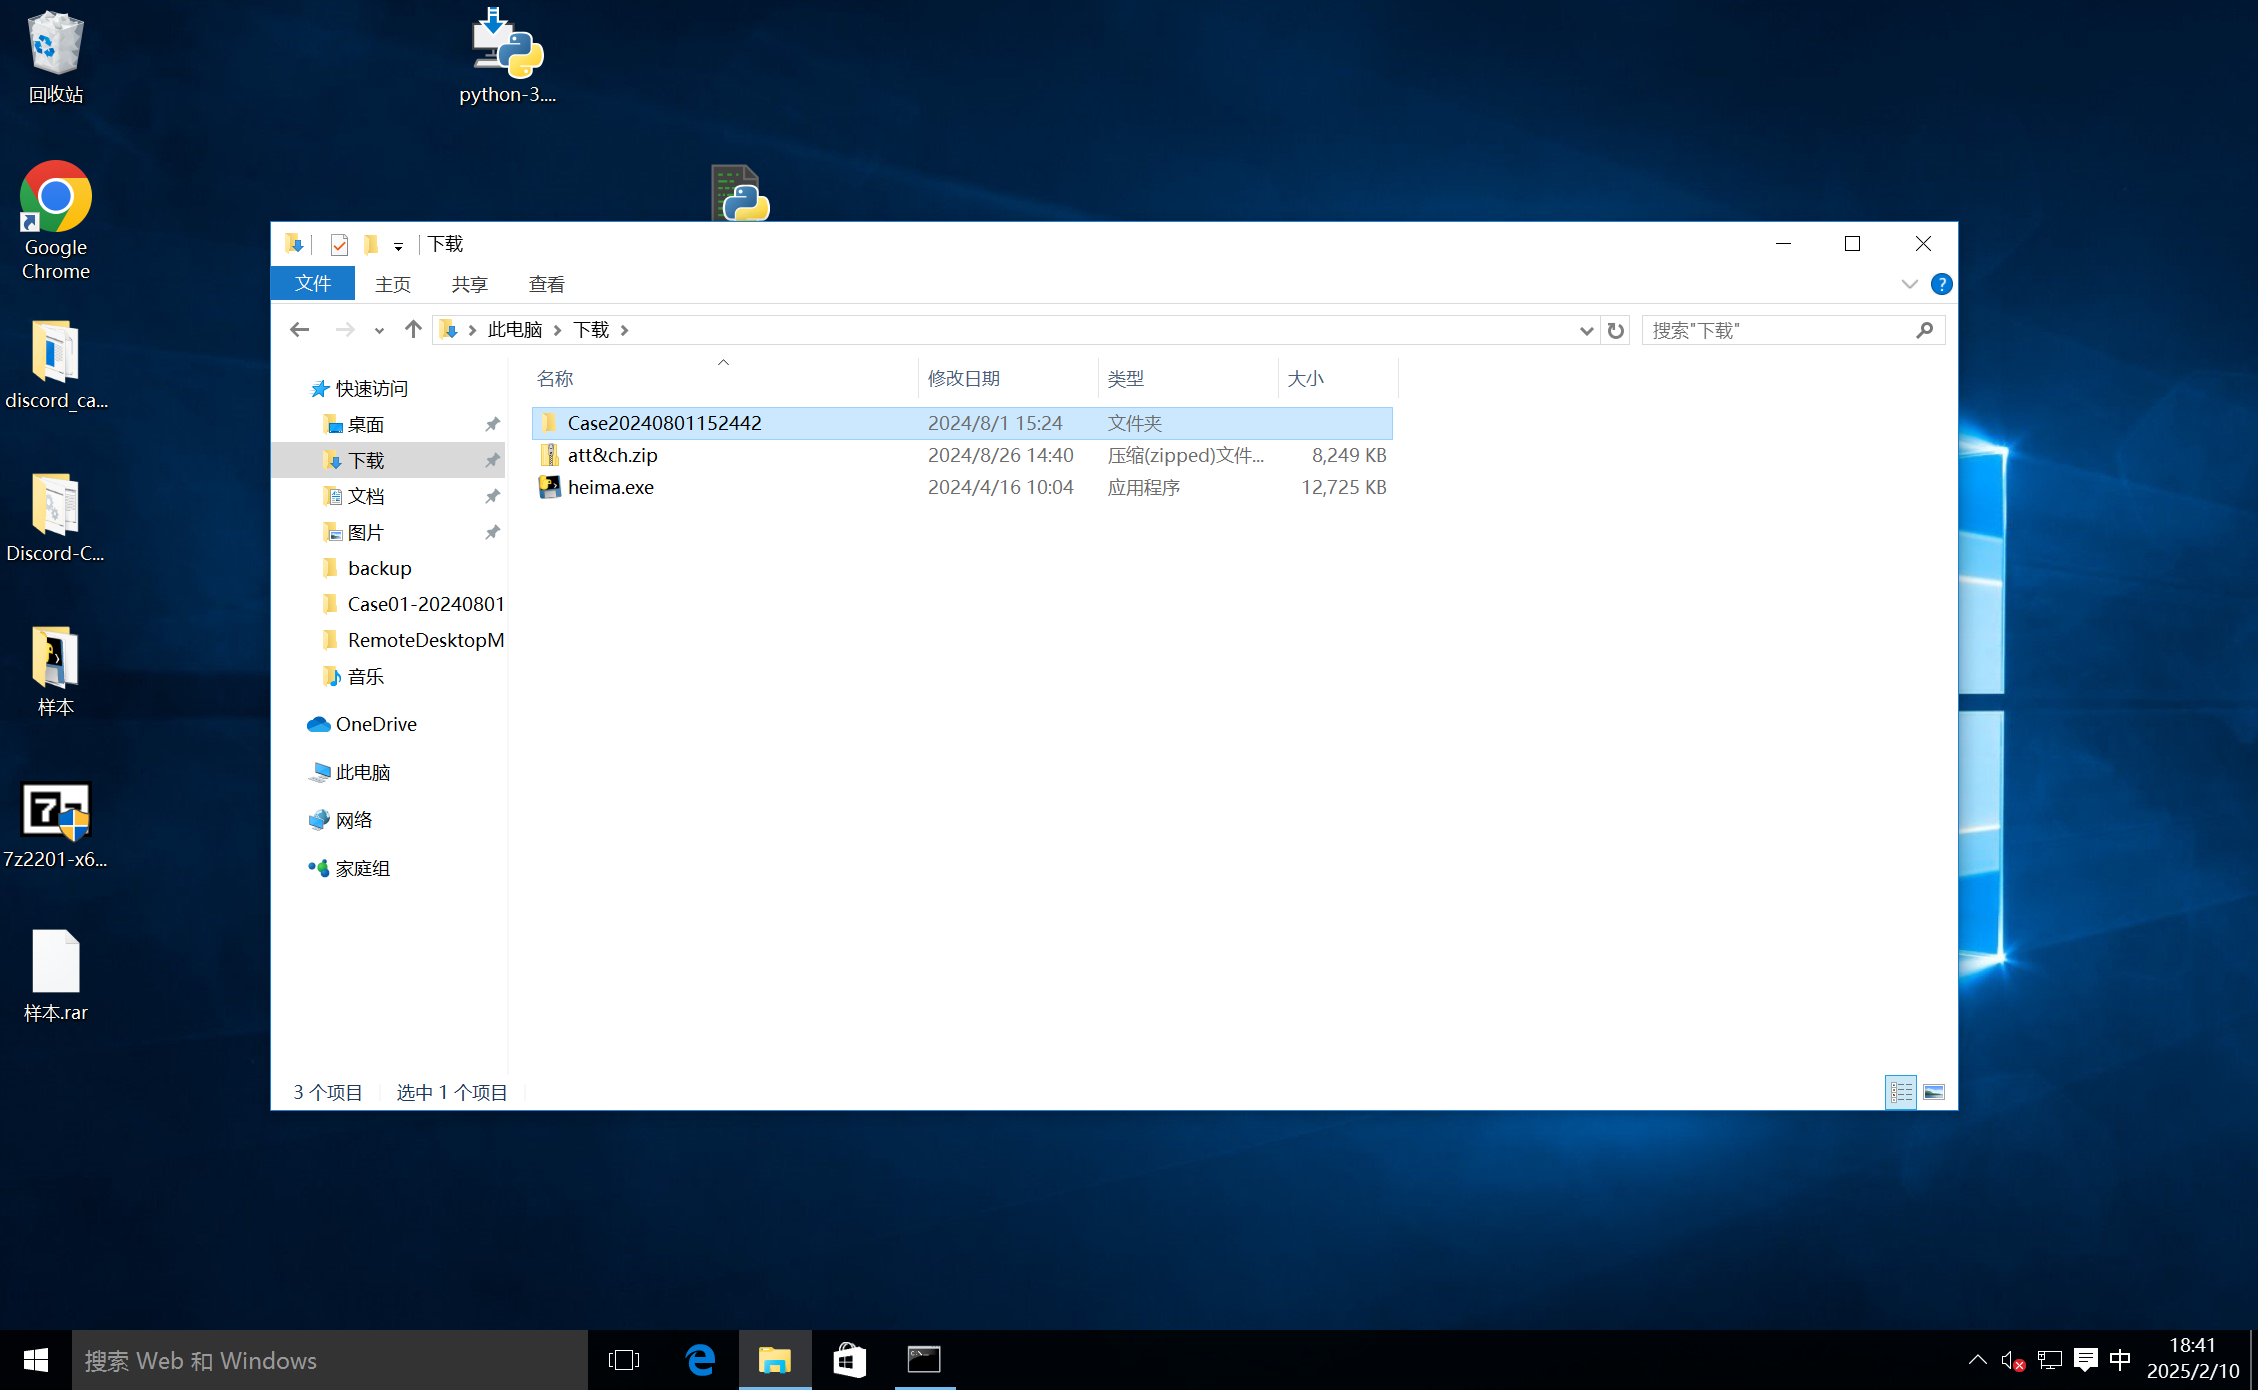 回收站
python-3....
Google
Chrome
discord_ca...
Discord-C...
样本
7z2201-x6...
样本.rar
下载
文件
主页
共享
查看
此电脑
下载
搜索"下载"
名称
修改日期
类型
大小
Case20240801152442
2024/8/1 15:24
文件夹
att&ch.zip
2024/8/26 14:40
压缩(zipped)文件...
8,249 KB
heima.exe
2024/4/16 10:04
应用程序
12,725 KB
快速访问
桌面
下载
文档
图片
backup
Case01-20240801
RemoteDesktopM
音乐
OneDrive
此电脑
网络
家庭组
3 个项目
选中 1 个项目
搜索 Web 和 Windows
中
18:41
2025/2/10